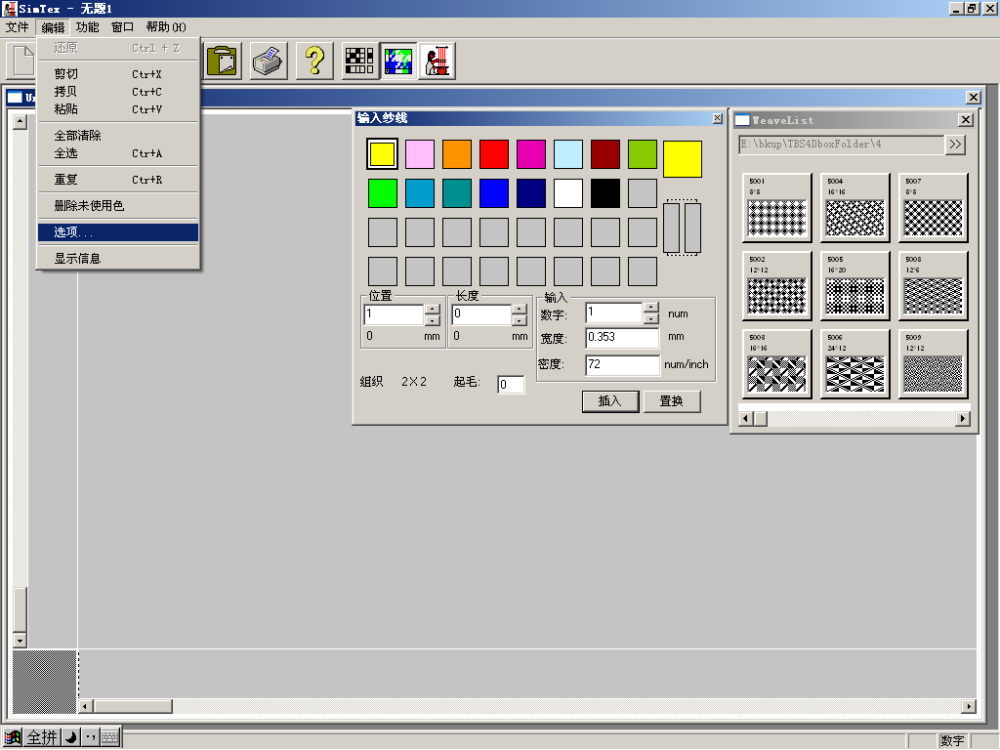 SimTex - 无题1
文件 编辑 功能 窗口 帮助(H)
还原 Ctrl + Z
剪切 Ctr+X
拷贝 Ctr+C
粘贴 Ctr+V
全部清除
全选 Ctr+A
重复 Ctr+R
删除未使用色
选项...
显示信息
输入纱线
位置
1
0 mm
长度
0
0 mm
输入
数字: 1 num
宽度: 0.353 mm
密度: 72 num/inch
组织 2X2 起毛: 0
插入 置换
WeaveList
E:\bkup\TBS4DboxFolder\4 >>
5001 5004 5007
8*8 16*16 8*8
5002 5005 5008
12*12 16*20 12*6
5003 5006 5009
16*16 24*12 12*12
全拼
数字